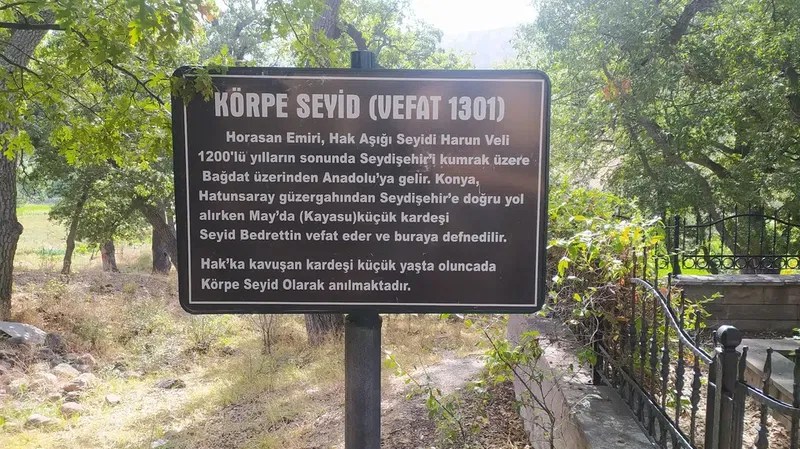 KÖRPE SEYİD (VEFAT 1301)
Horasan Emiri, Hak Aşığı Seyidi Harun Veli
1200'lü yılların sonunda Seydişehir'i kumrak üzere
Bağdat üzerinden Anadolu'ya gelir. Konya,
Hatunsaray güzergahından Seydişehir'e doğru yol
alırken May'da (Kayasu)küçük kardeşi
Seyid Bedrettin vefat eder ve buraya defnedilir.
Hak'ka kavuşan kardeşi küçük yaşta oluncada
Körpe Seyid Olarak anılmaktadır.